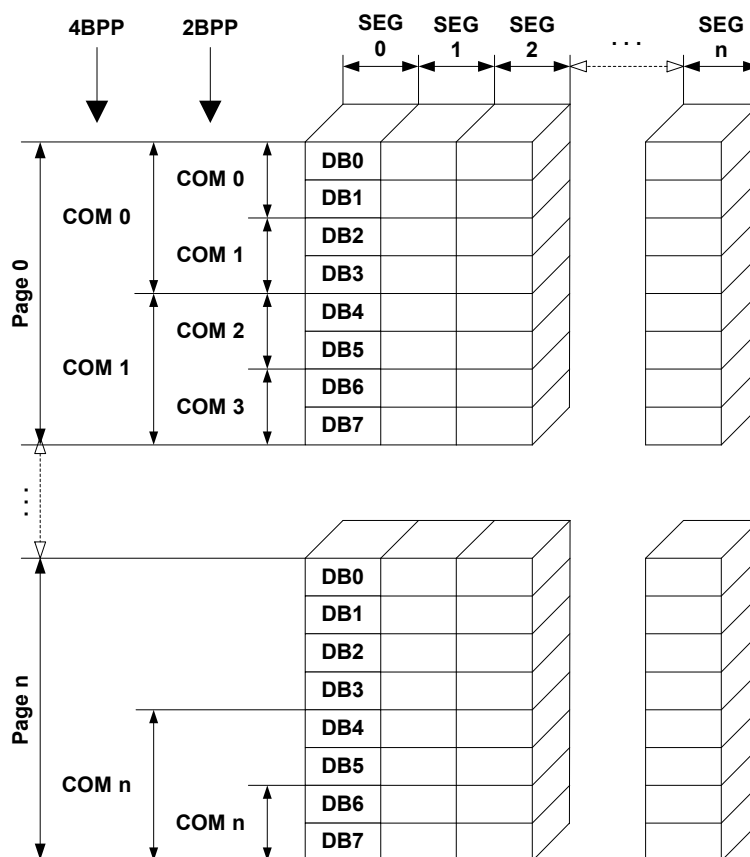 4BPP 2BPP SEG 0 SEG 1 SEG 2 . . . SEG n
Page 0
COM 0
COM 1
COM 0
COM 1
COM 2
COM 3
DB0
DB1
DB2
DB3
DB4
DB5
DB6
DB7
. . .
Page n
COM n
COM n
DB0
DB1
DB2
DB3
DB4
DB5
DB6
DB7